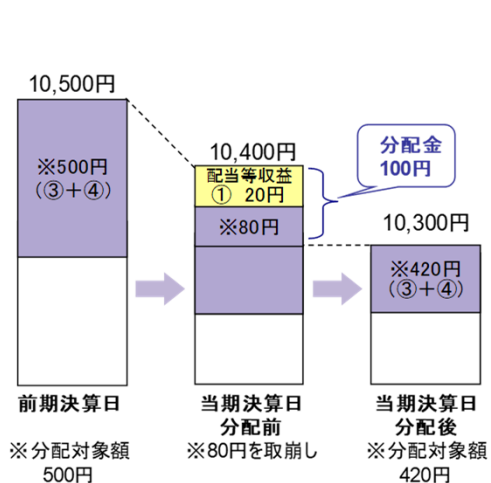 10,500円
※500円
（③＋④）
10,400円
配当等収益
① 20円
※80円
分配金
100円
10,300円
※420円
（③＋④）
前期決算日
※分配対象額
500円
当期決算日
分配前
※80円を取崩し
当期決算日
分配後
※分配対象額
420円